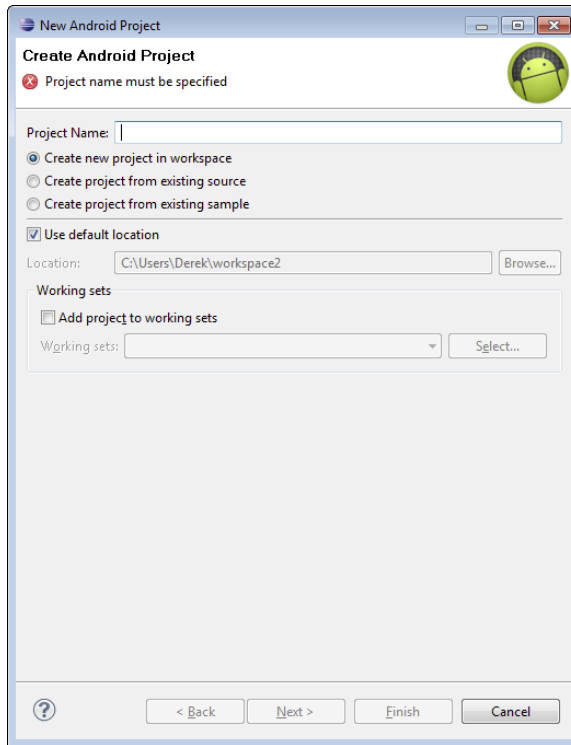 New Android Project
Create Android Project
Project name must be specified
Project Name:
Create new project in workspace
Create project from existing source
Create project from existing sample
Use default location
Location: C:\Users\Derek\workspace2 Browse...
Working sets
Add project to working sets
Working sets: Select...
? < Back Next > Finish Cancel